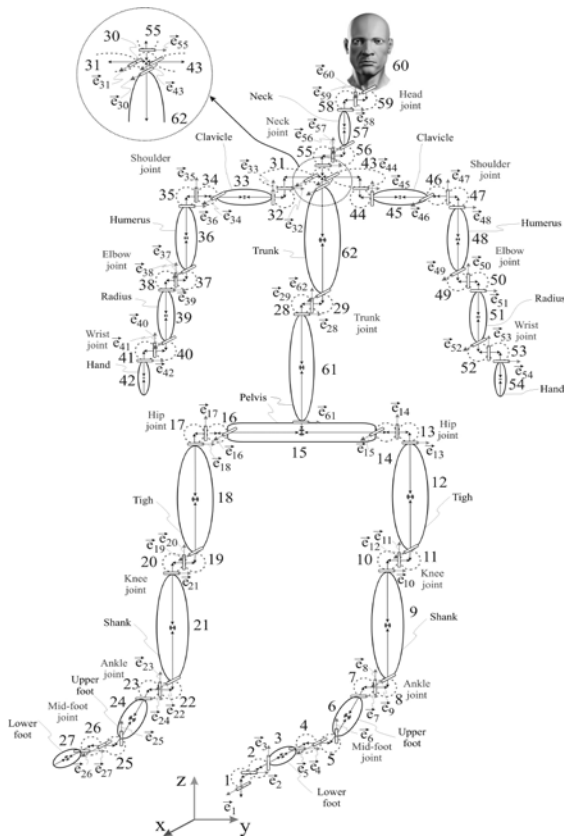 30 55 e55
31 43
e31 e43
e30
62
e60
60
e59 59
58 Head joint
Neck e58
e57 57
Neck joint e56
55 56
Clavicle Clavicle
Shoulder joint e35 34 e33 31 43 e44 46 e47 Shoulder joint
35 33 e45 47
e36 e34 32 e32 44 45 e46 e48
Humerus 36 Trunk 62 48 Humerus
Elbow joint e37 e49 e50 Elbow joint
e38 37 e62 49 50
38 e39 e29 29 e51
Radius 39 28 e28 51 Radius
Wrist joint e40 Trunk joint e53 Wrist joint
e41 40 e52 52 53
41 e42 61 e54
Hand 42 54 Hand
Pelvis e61
Hip joint e17 16 e14 13 Hip joint
17 e16 15 e15 14 e13
e18
18 12
Tigh Tigh
e19 e20 e12 e11
20 19 10 11
Knee joint e21 e10 Knee joint
Shank 21 9 Shank
Ankle joint e23 e8 Ankle joint
Upper foot 23 22 7 8
Mid-foot joint 24 e24 e22 6 e7 e9
Lower foot e25 e6 Upper foot
27 26 25 4 5 Mid-foot joint
e26 e27 2 e3 3 e5 e4
1 e2 Lower foot
e1
z
x y